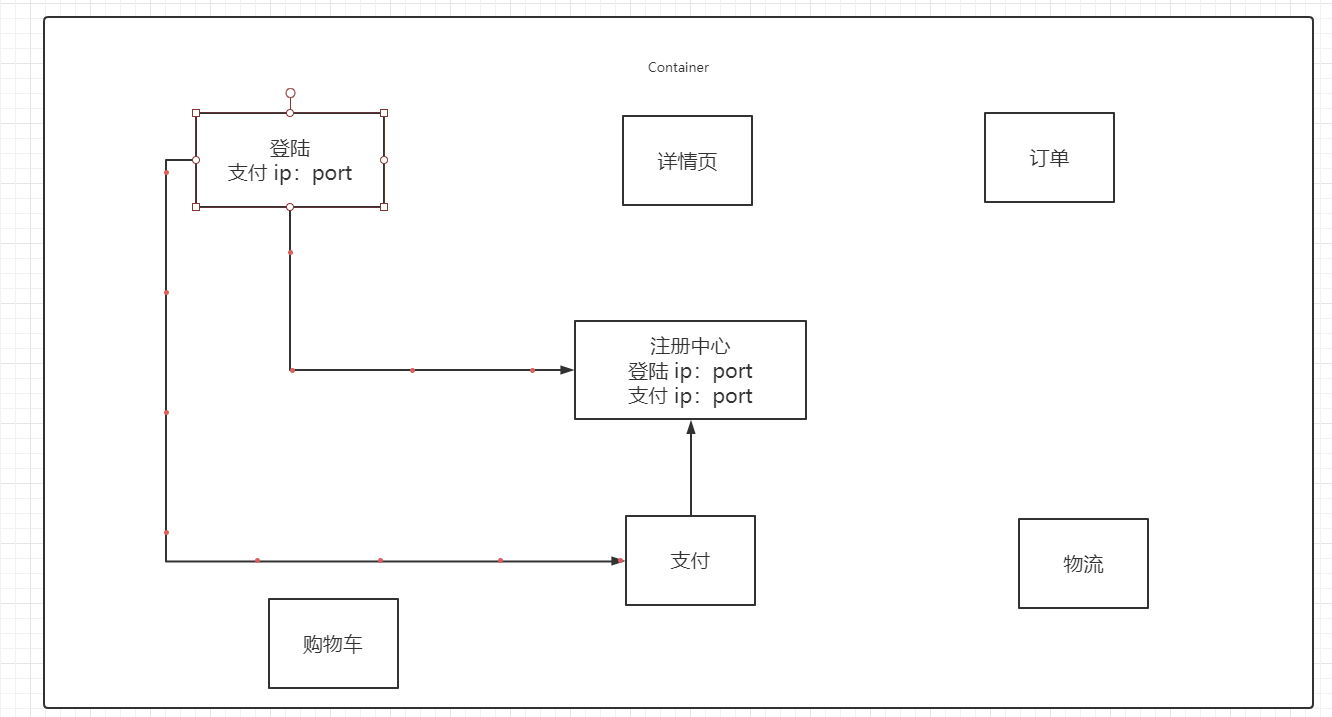 Container
登陆
支付 ip：port
详情页
订单
注册中心
登陆 ip：port
支付 ip：port
支付
物流
购物车